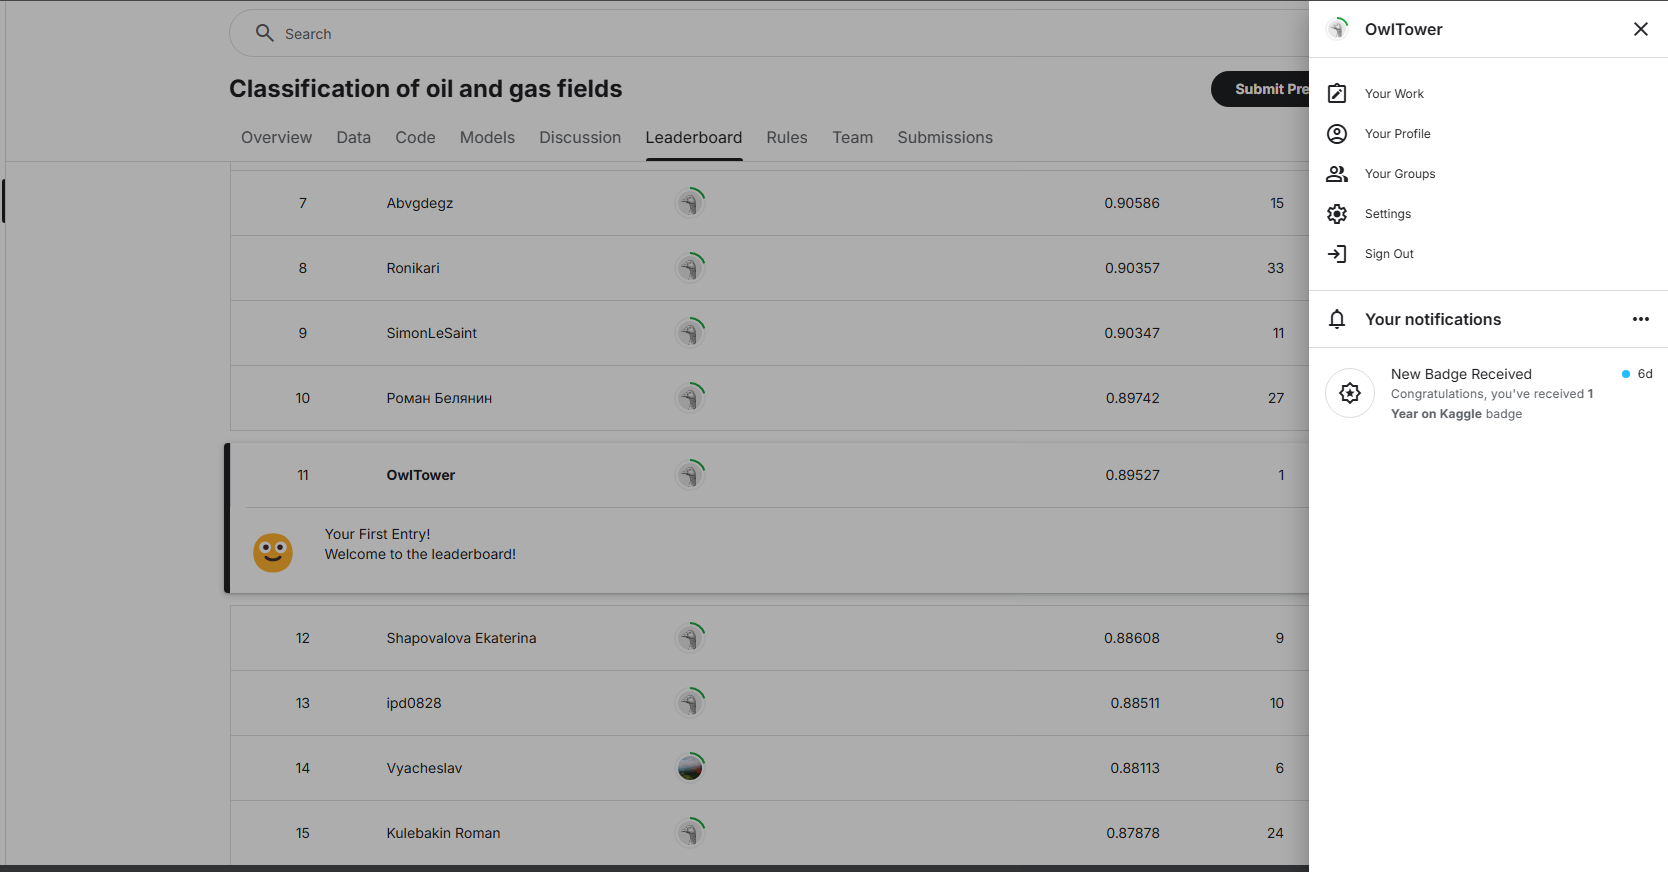 Search
Classification of oil and gas fields
Submit Pre
Overview Data Code Models Discussion Leaderboard Rules Team Submissions
7 Abvgdegz 0.90586 15
8 Ronikari 0.90357 33
9 SimonLeSaint 0.90347 11
10 Роман Белянин 0.89742 27
11 OwlTower 0.89527 1
Your First Entry!
Welcome to the leaderboard!
12 Shapovalova Ekaterina 0.88608 9
13 ipd0828 0.88511 10
14 Vyacheslav 0.88113 6
15 Kulebakin Roman 0.87878 24
OwlTower
Your Work
Your Profile
Your Groups
Settings
Sign Out
Your notifications
New Badge Received 6d
Congratulations, you've received 1
Year on Kaggle badge